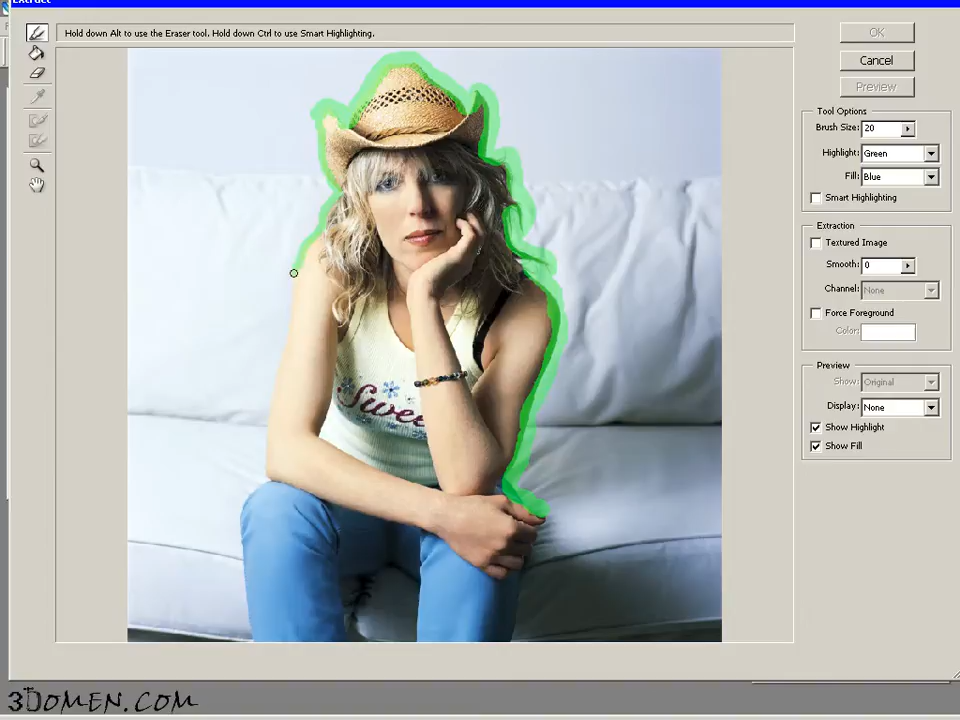 Extract
Hold down Alt to use the Eraser tool. Hold down Ctrl to use Smart Highlighting.
OK
Cancel
Preview
Tool Options
Brush Size: 20
Highlight: Green
Fill: Blue
Smart Highlighting
Extraction
Textured Image
Smooth: 0
Channel: None
Force Foreground
Color:
Preview
Show: Original
Display: None
Show Highlight
Show Fill
Swee
3DOMEN.COM